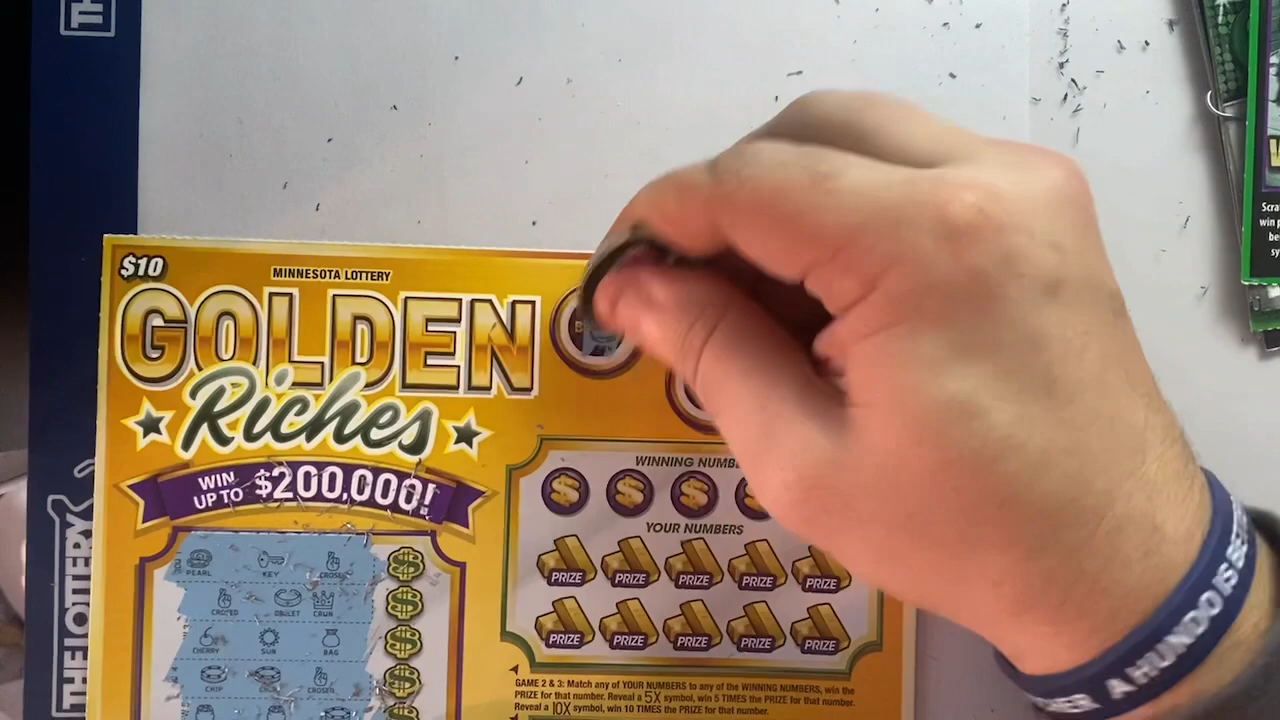 THE LOTTERY
$10
MINNESOTA LOTTERY
GOLDEN
Riches
WIN
UP TO $200,000!
WINNING
YOUR NUMBERS
PRIZE PRIZE PRIZE PRIZE PRIZE
PRIZE PRIZE PRIZE PRIZE PRIZE
PEARL KEY
CHERRY SUN BAG
CHIP
GAME 2 & 3: Match any of YOUR NUMBERS to any of the WINNING NUMBERS, win the
PRIZE for that number. Reveal a 5X symbol, win 5 TIMES the PRIZE for that number.
Reveal a 10X symbol, win 10 TIMES the PRIZE for that number.
A HUNDO IS
win